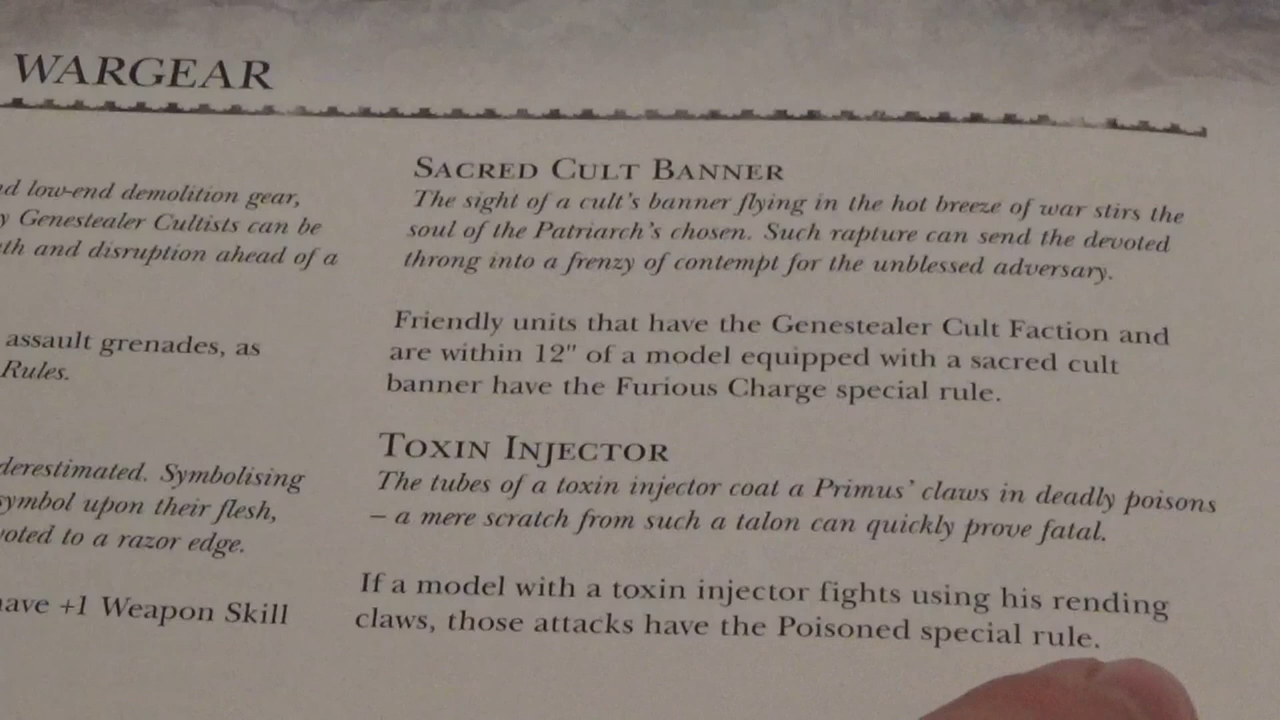 WARGEAR
low-end demolition gear,
Genestealer Cultists can be
and disruption ahead of a
assault grenades, as
Rules.
Symbolising
symbol upon their flesh,
to a razor edge.
+1 Weapon Skill
SACRED CULT BANNER
The sight of a cult's banner flying in the hot breeze of war stirs the
soul of the Patriarch's chosen. Such rapture can send the devoted
throng into a frenzy of contempt for the unblessed adversary.
Friendly units that have the Genestealer Cult Faction and
are within 12" of a model equipped with a sacred cult
banner have the Furious Charge special rule.
TOXIN INJECTOR
The tubes of a toxin injector coat a Primus' claws in deadly poisons
– a mere scratch from such a talon can quickly prove fatal.
If a model with a toxin injector fights using his rending
claws, those attacks have the Poisoned special rule.